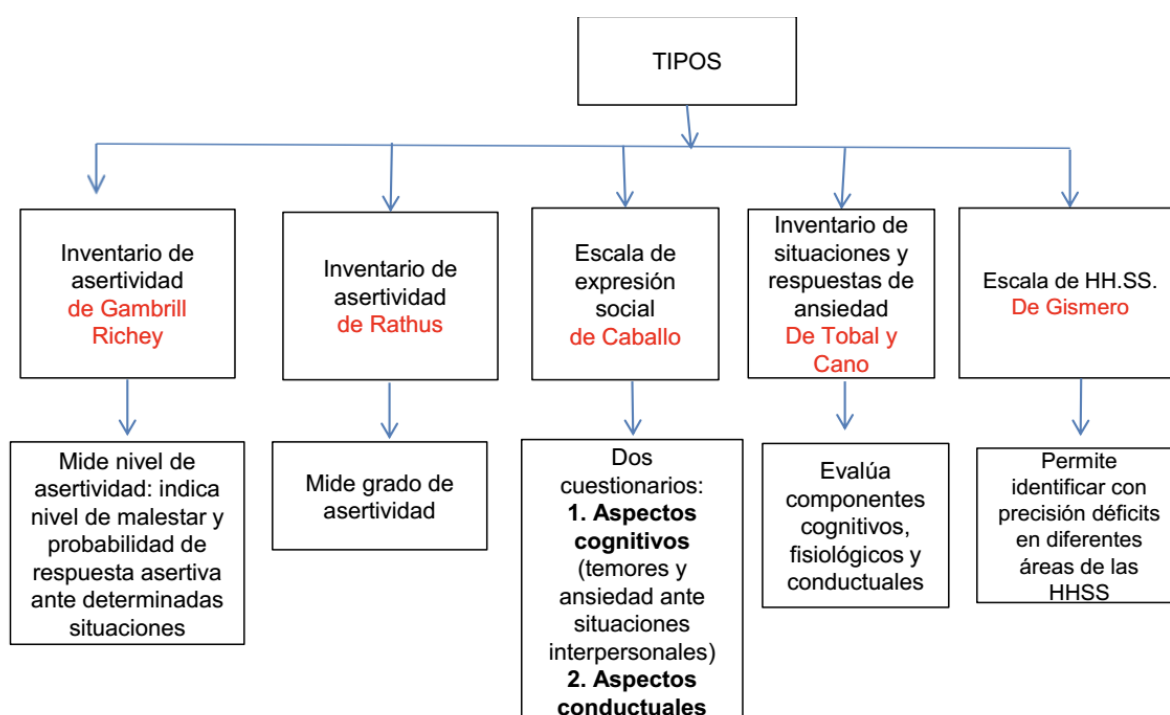 TIPOS
Inventario de
asertividad
de Gambrill
Richey
Inventario de
asertividad
de Rathus
Escala de
expresión
social
de Caballo
Inventario de
situaciones y
respuestas de
ansiedad
De Tobal y
Cano
Escala de HH.SS.
De Gismero
Mide nivel de
asertividad: indica
nivel de malestar y
probabilidad de
respuesta asertiva
ante determinadas
situaciones
Mide grado de
asertividad
Dos
cuestionarios:
1. Aspectos
cognitivos
(temores y
ansiedad ante
situaciones
interpersonales)
2. Aspectos
conductuales
Evalúa
componentes
cognitivos,
fisiológicos y
conductuales
Permite
identificar con
precisión déficits
en diferentes
áreas de las
HHSS